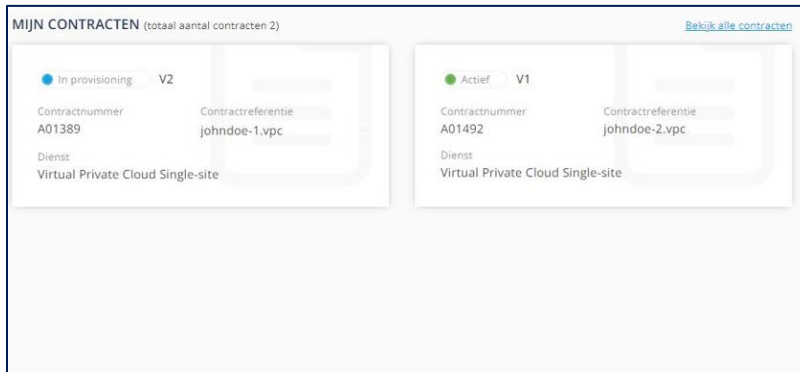 MIJN CONTRACTEN (totaal aantal contracten 2)
Bekijk alle contracten
In provisioning V2
Contractnummer Contractreferentie
A01389 johndoe-1.vpc
Dienst
Virtual Private Cloud Single-site
Actief V1
Contractnummer Contractreferentie
A01492 johndoe-2.vpc
Dienst
Virtual Private Cloud Single-site